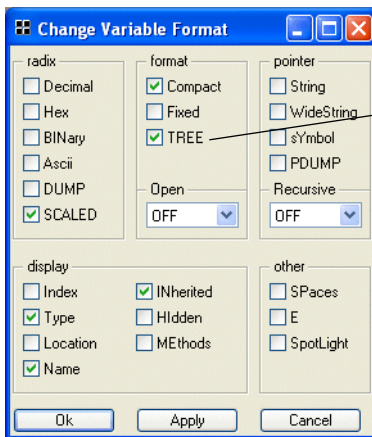 Change Variable Format
radix
Decimal
Hex
BINary
Ascii
DUMP
SCALED
format
Compact
Fixed
TREE
Open
OFF
pointer
String
WideString
sYmbol
PDUMP
Recursive
OFF
display
Index
Type
Location
Name
INherited
HIdden
MEthods
other
SPaces
E
SpotLight
Ok
Apply
Cancel